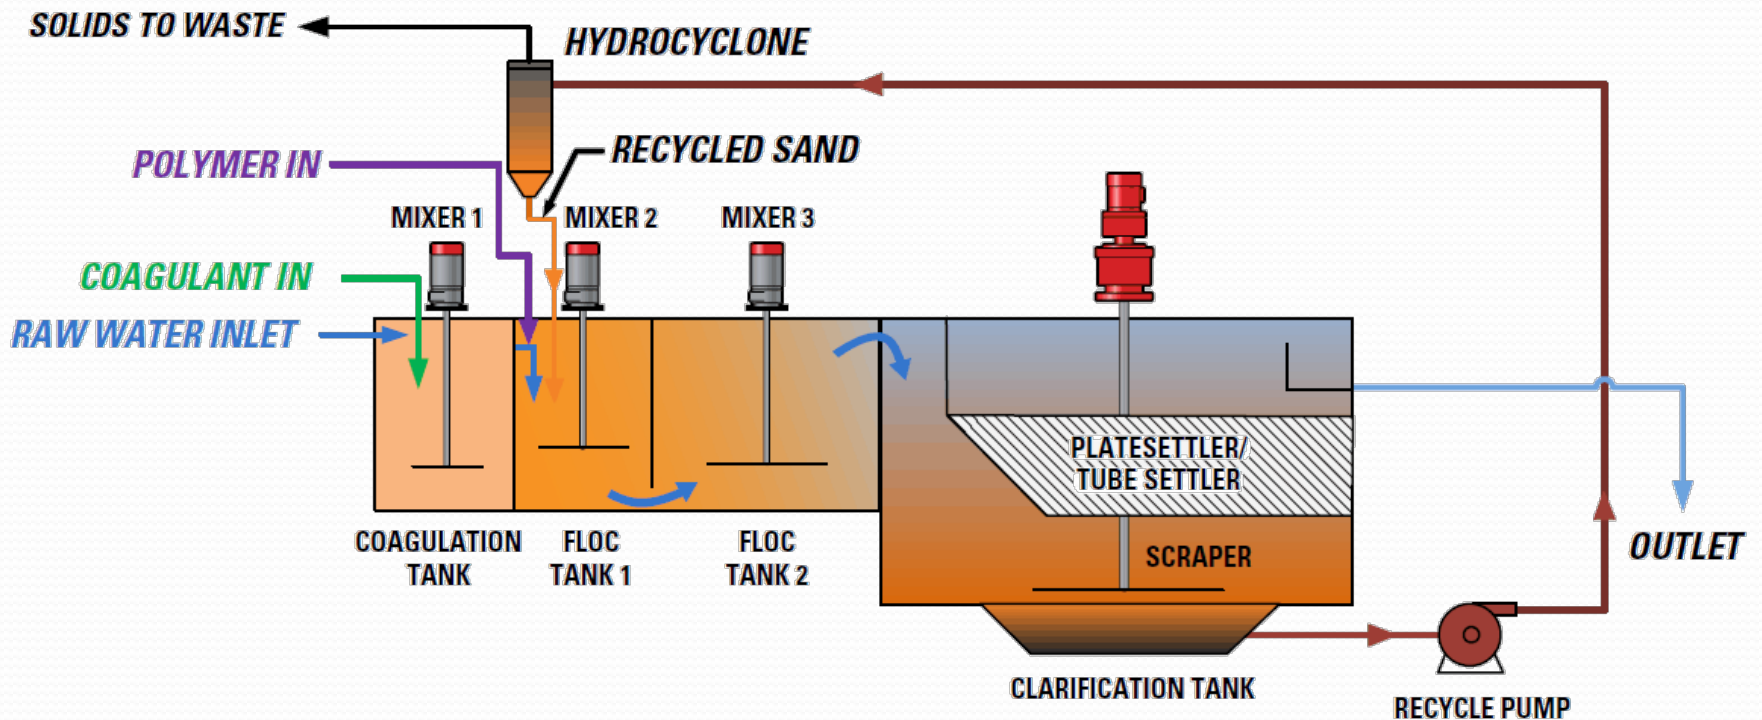 SOLIDS TO WASTE
HYDROCYCLONE
POLYMER IN
RECYCLED SAND
MIXER 1
MIXER 2
MIXER 3
COAGULANT IN
RAW WATER INLET
PLATESETTLER/
TUBE SETTLER
COAGULATION
TANK
FLOC
TANK 1
FLOC
TANK 2
SCRAPER
OUTLET
CLARIFICATION TANK
RECYCLE PUMP